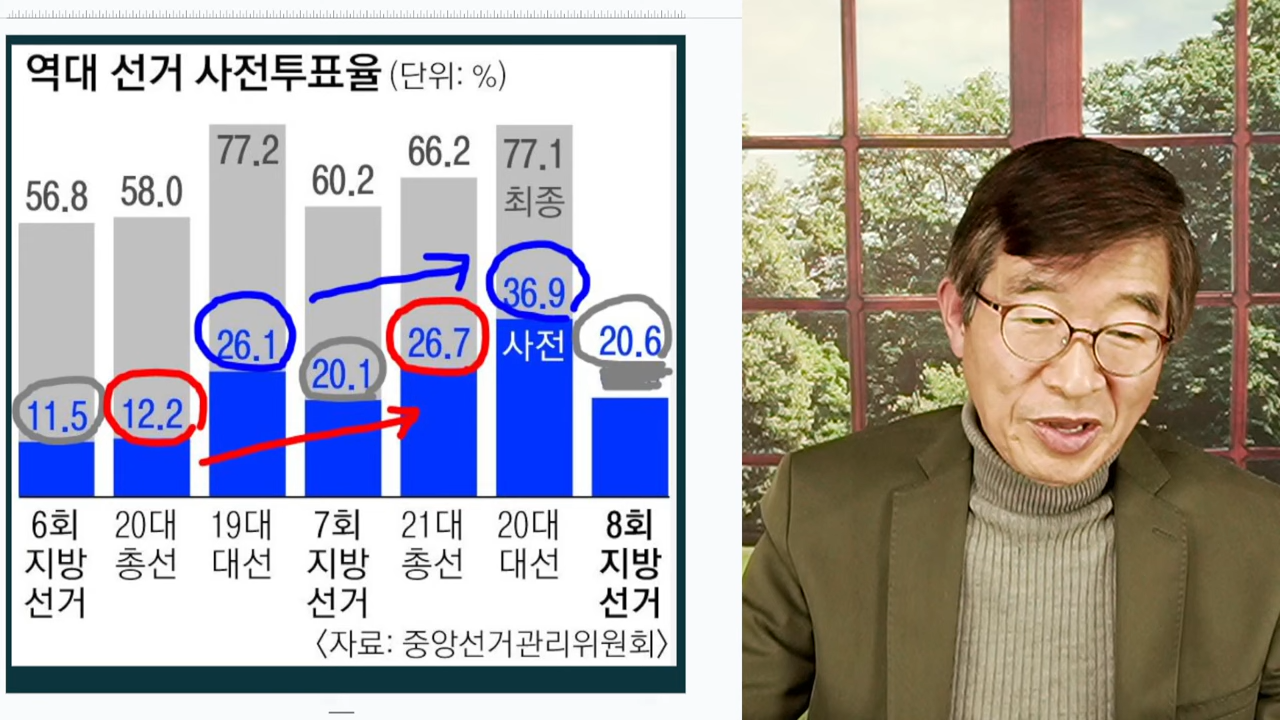 역대 선거 사전투표율 (단위: %)
56.8 58.0 77.2 60.2 66.2 77.1
최종
11.5 12.2 26.1 20.1 26.7 36.9 20.6
사전
6회 20대 19대 7회 21대 20대 8회
지방 총선 대선 지방 총선 대선 지방
선거 선거 선거
〈자료: 중앙선거관리위원회〉